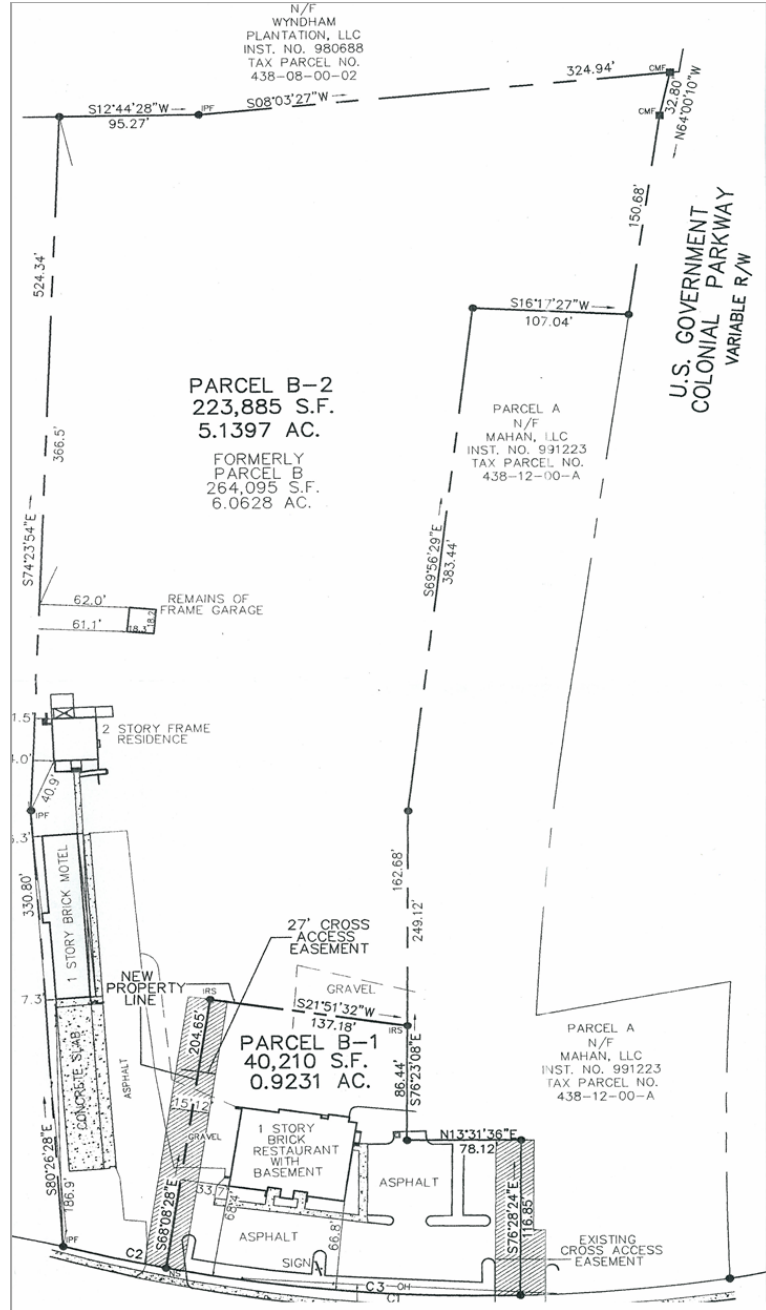 N/F
WYNDHAM
PLANTATION, LLC
INST. NO. 980688
TAX PARCEL NO.
438-08-00-02
324.94'
CMF
S12°44'28"W
95.27'
IPF
S08°03'27"W
32.80'
N64°00'10"W
CMF
150.68'
U.S. GOVERNMENT
COLONIAL PARKWAY
VARIABLE R/W
524.34'
S16°17'27"W
107.04'
PARCEL B-2
223,885 S.F.
5.1397 AC.
FORMERLY
PARCEL B
264,095 S.F.
6.0628 AC.
PARCEL A
N/F
MAHAN, LLC
INST. NO. 991223
TAX PARCEL NO.
438-12-00-A
366.5'
S74°23'54"E
S69°56'29"E
383.44'
62.0'
61.1'
18.3
18.2
REMAINS OF
FRAME GARAGE
1.5'
2 STORY FRAME
RESIDENCE
.0'
40.9'
IPF
.3'
330.80'
1 STORY BRICK MOTEL
162.68'
249.12'
27' CROSS
ACCESS
EASEMENT
NEW
PROPERTY
LINE
7.3'
IRS
GRAVEL
S21°51'32"W
137.18'
IRS
204.65'
PARCEL B-1
40,210 S.F.
0.9231 AC.
86.44'
S76°23'08"E
PARCEL A
N/F
MAHAN, LLC
INST. NO. 991223
TAX PARCEL NO.
438-12-00-A
CONCRETE SLAB
ASPHALT
15.12
GRAVEL
1 STORY
BRICK
RESTAURANT
WITH
BASEMENT
N13°31'36"E
78.12'
ASPHALT
S80°26'28"E
186.9'
33.7'
68.4'
66.8'
S68°08'28"E
ASPHALT
SIGN
S76°28'24"E
116.85'
EXISTING
CROSS ACCESS
EASEMENT
IPF
C2
C3
OH
C1